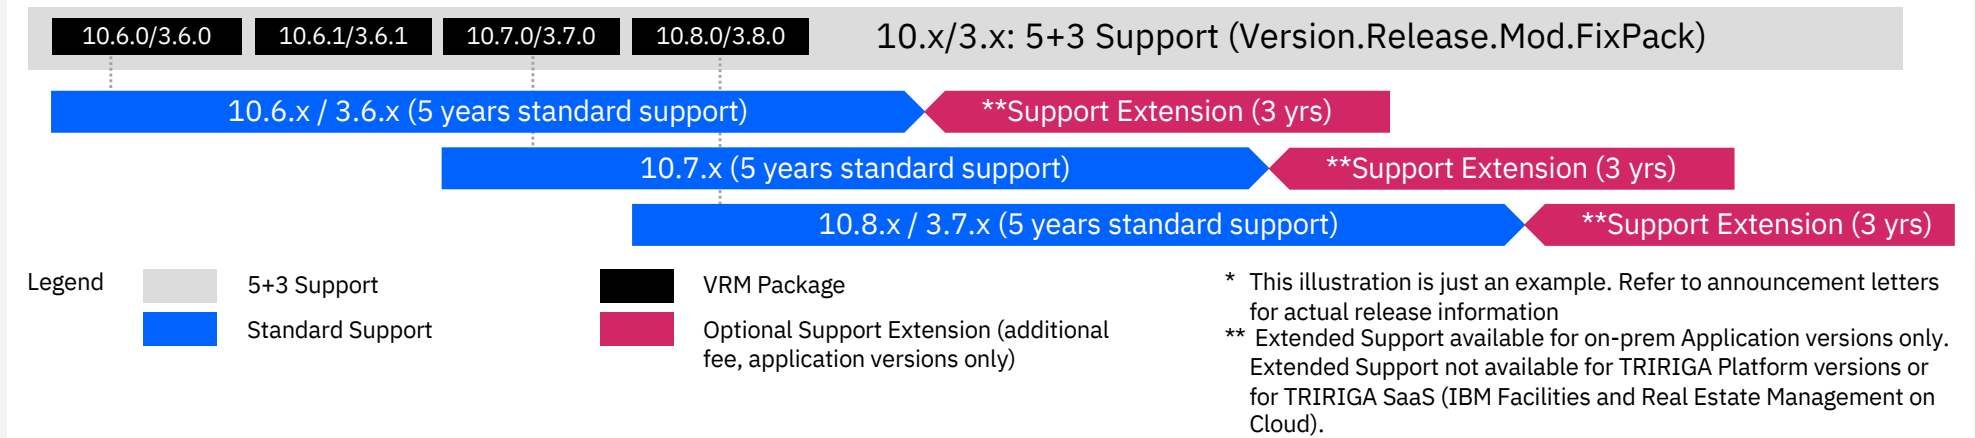 10.6.0/3.6.0
10.6.1/3.6.1
10.7.0/3.7.0
10.8.0/3.8.0
10.x/3.x: 5+3 Support (Version.Release.Mod.FixPack)
10.6.x / 3.6.x (5 years standard support)
**Support Extension (3 yrs)
10.7.x (5 years standard support)
**Support Extension (3 yrs)
10.8.x / 3.7.x (5 years standard support)
**Support Extension (3 yrs)
Legend
5+3 Support
Standard Support
VRM Package
Optional Support Extension (additional
fee, application versions only)
* This illustration is just an example. Refer to announcement letters
for actual release information
** Extended Support available for on-prem Application versions only.
Extended Support not available for TRIRIGA Platform versions or
for TRIRIGA SaaS (IBM Facilities and Real Estate Management on
Cloud).